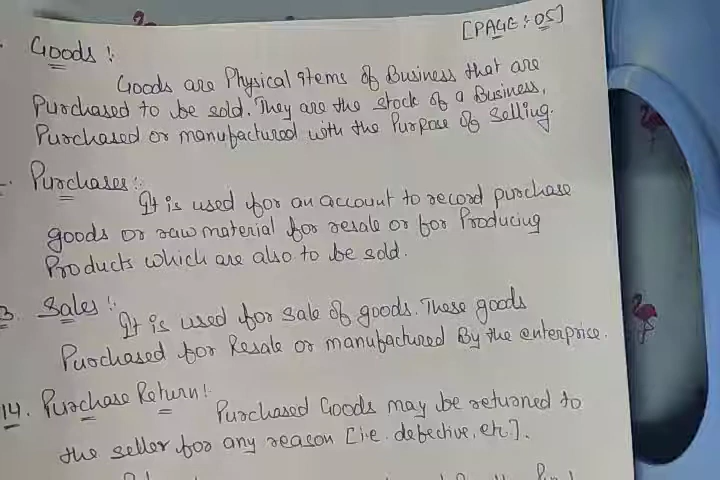 [PAGE: 05]
Goods :
Goods are Physical items of Business that are
Purchased to be sold. They are the stock of a Business,
Purchased or manufactured with the Purpose of Selling.
Purchases :
It is used for an account to record purchase
goods or raw material for resale or for Producing
Products which are also to be sold.
3. Sales :
It is used for sale of goods. These goods
Purchased for Resale or manufactured By the enterprice.
14. Purchase Return :
Purchased Goods may be returned to
the seller for any reason [i.e. defective, etc].